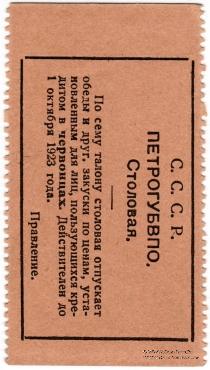 С. С. С. Р.
ПЕТРОГУБВПО.
Столовая.
По сему талону столовая отпускает
обеды и друг. закуски по ценам, уста-
новленным для лиц, пользующихся кре-
дитом в червонцах. Действителен до
1 октября 1923 года.
Правление.